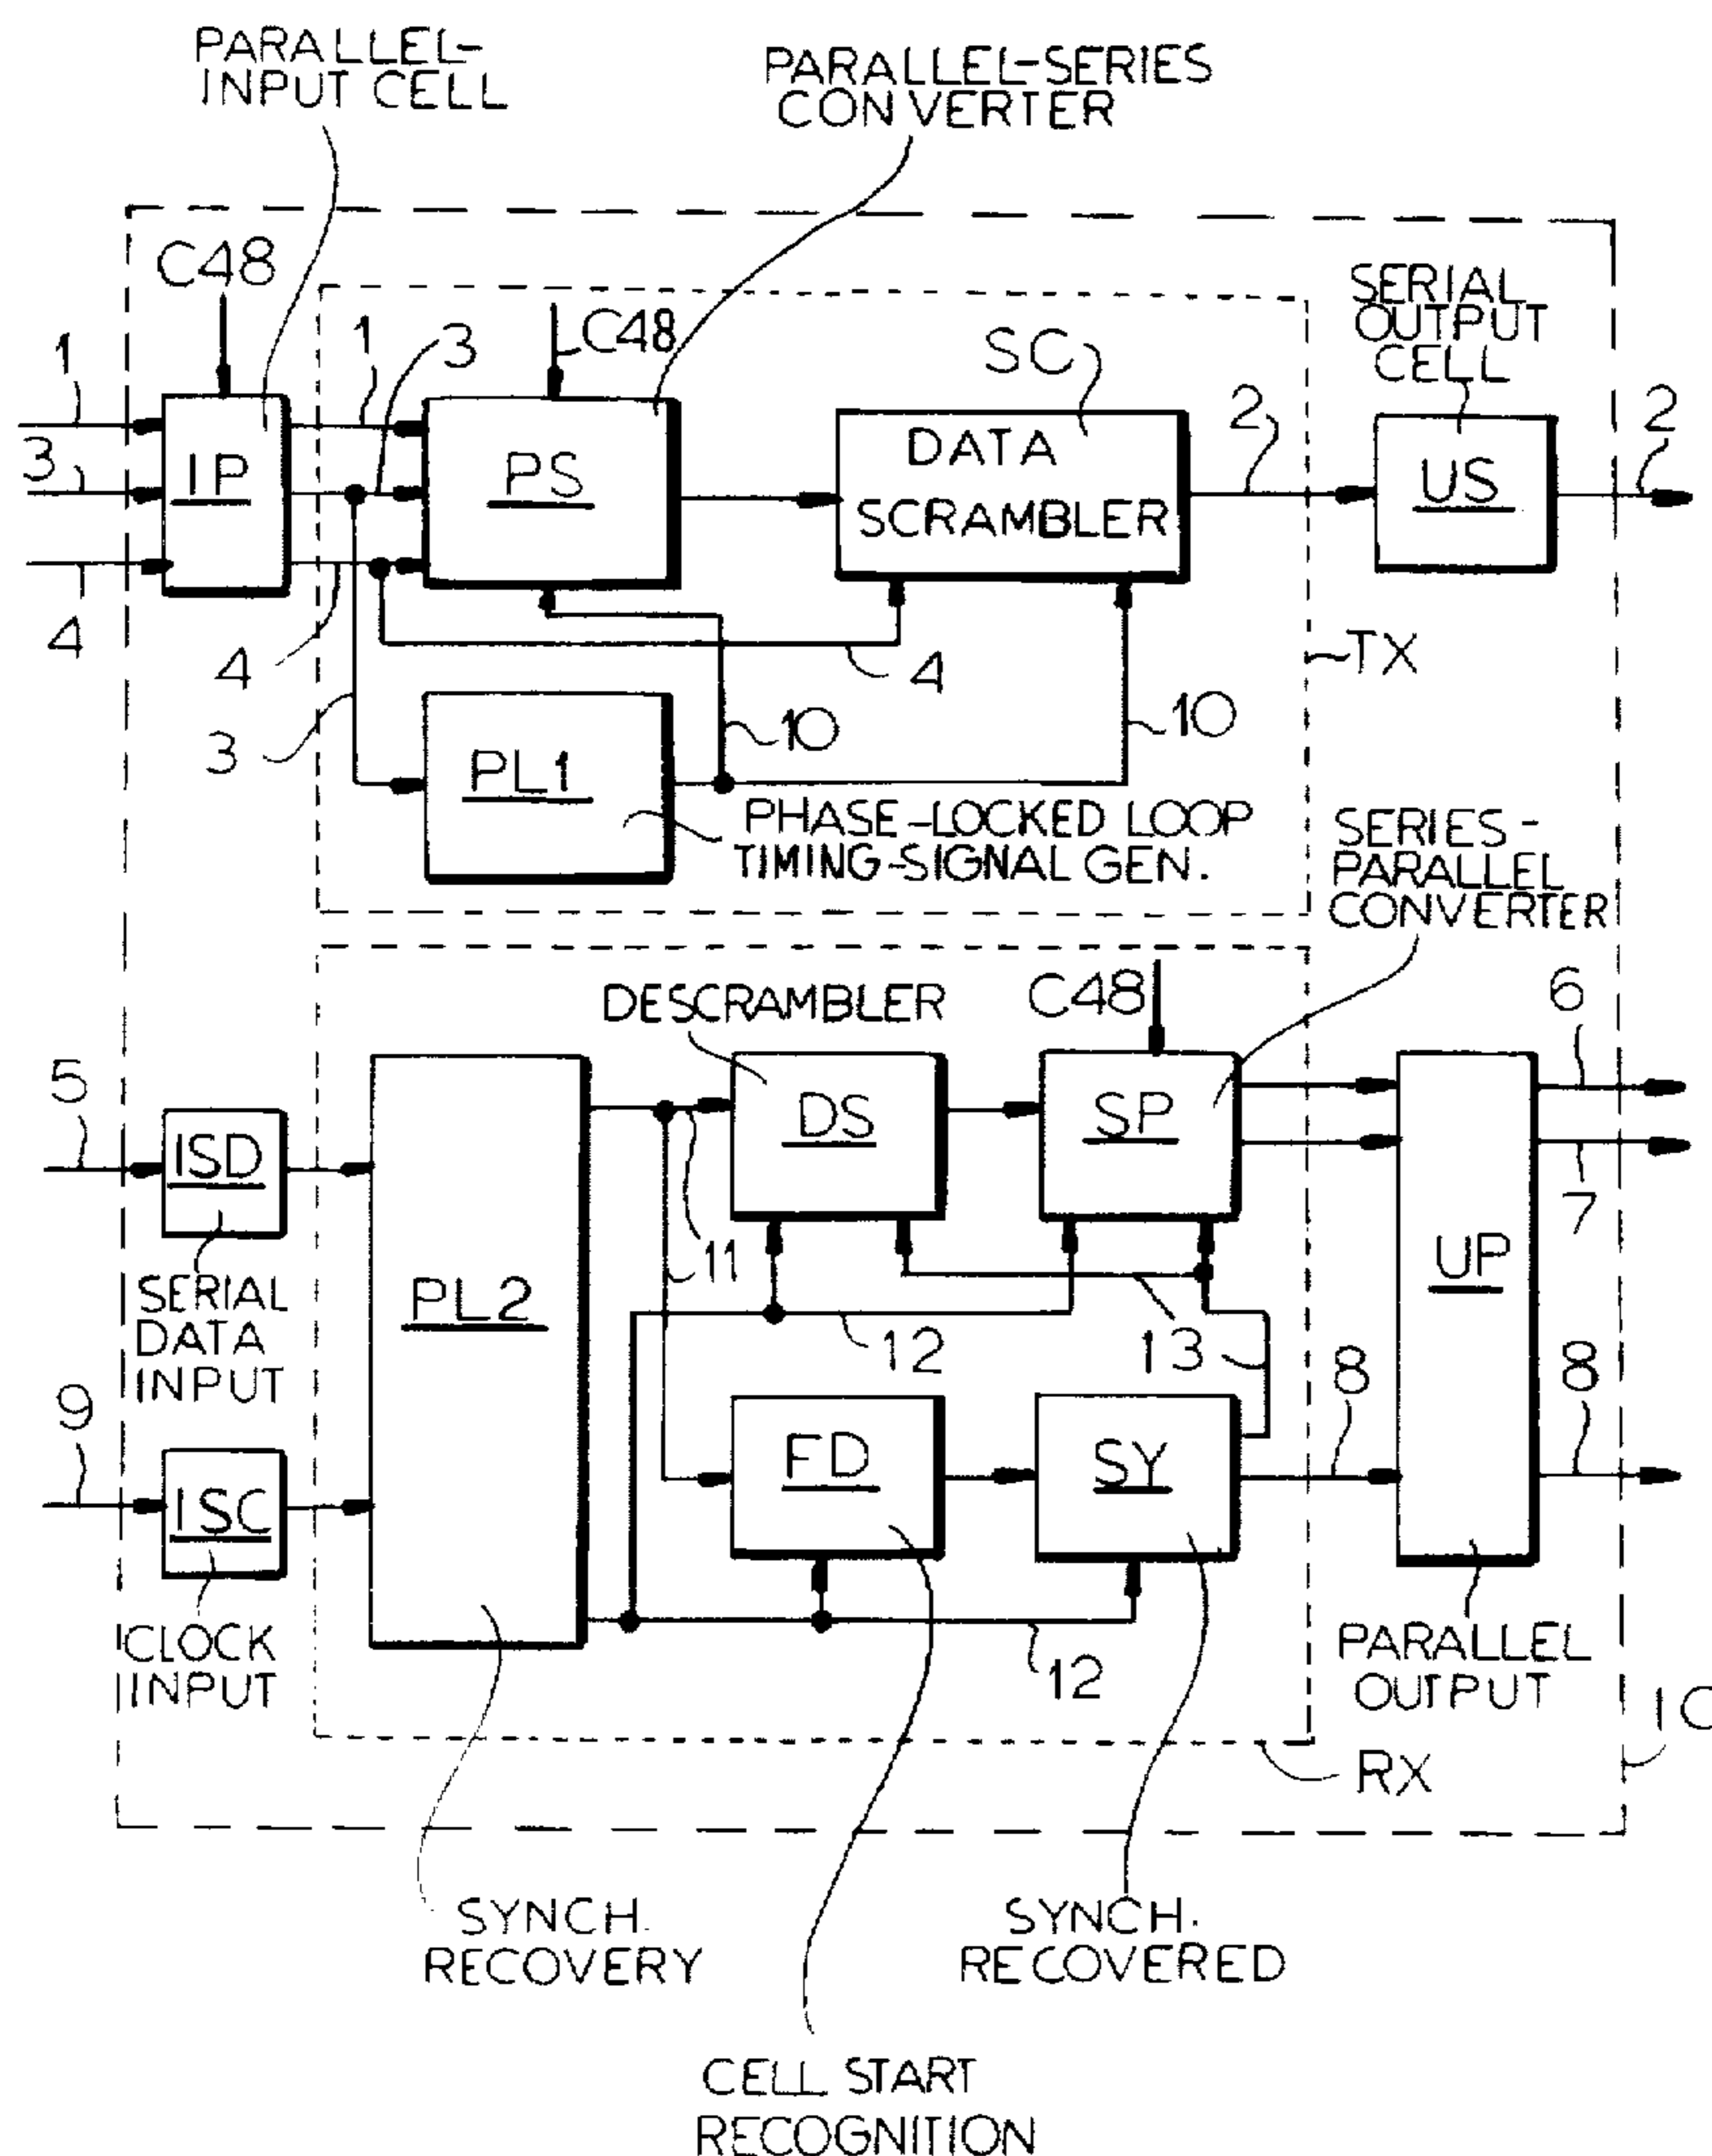 PARALLEL-
INPUT CELL
PARALLEL-SERIES
CONVERTER
C48
1
3
C48
SC
SERIAL
OUTPUT
CELL
1
3
4
IP
PS
DATA
SCRAMBLER
2
US
2
4
3
4
10
10
TX
PL1
PHASE-LOCKED LOOP
TIMING-SIGNAL GEN.
SERIES-
PARALLEL
CONVERTER
DESCRAMBLER
C48
6
5
ISD
DS
SP
7
SERIAL
DATA
INPUT
PL2
11
UP
12
13
8
8
9
ISC
FD
SY
CLOCK
INPUT
12
PARALLEL
OUTPUT
RX
SYNCH.
RECOVERY
SYNCH.
RECOVERED
CELL START
RECOGNITION